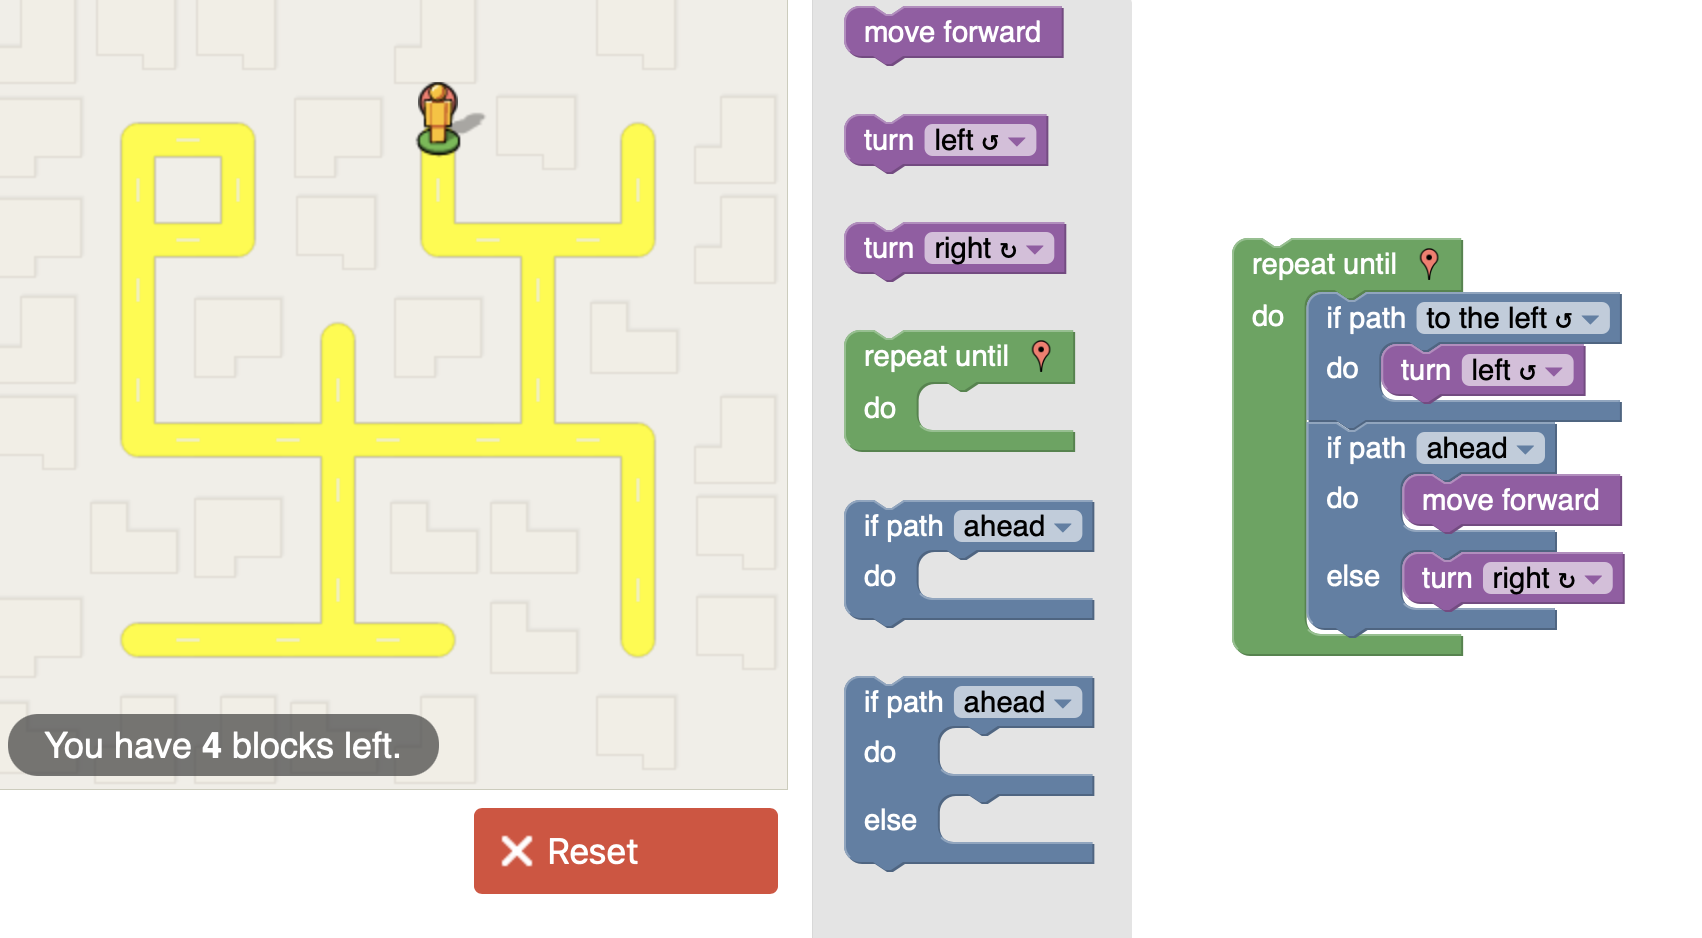 You have 4 blocks left.
Reset
move forward
turn left ↺
turn right ↻
repeat until
do
if path ahead
do
if path ahead
do
else
repeat until
do
if path to the left ↺
do turn left ↺
if path ahead
do move forward
else turn right ↻